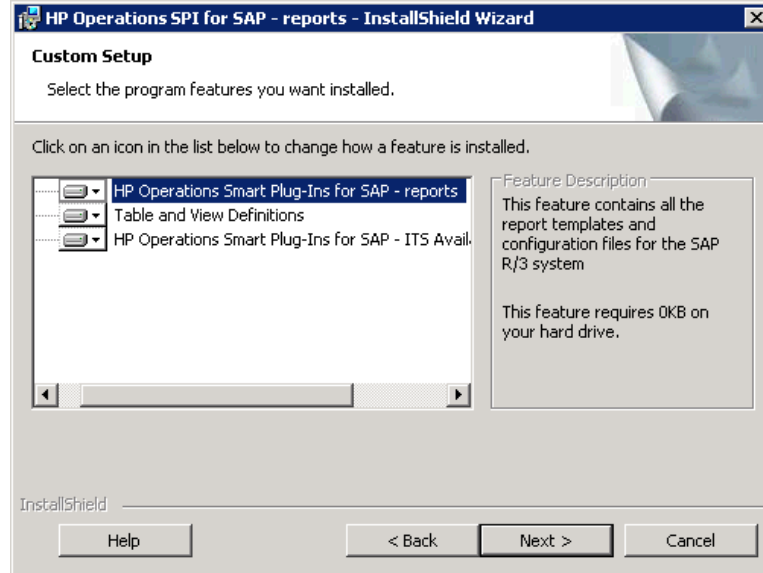 HP Operations SPI for SAP - reports - InstallShield Wizard
Custom Setup
Select the program features you want installed.
Click on an icon in the list below to change how a feature is installed.
HP Operations Smart Plug-Ins for SAP - reports
Table and View Definitions
HP Operations Smart Plug-Ins for SAP - ITS Avail
Feature Description
This feature contains all the
report templates and
configuration files for the SAP
R/3 system
This feature requires 0KB on
your hard drive.
InstallShield
Help
< Back
Next >
Cancel